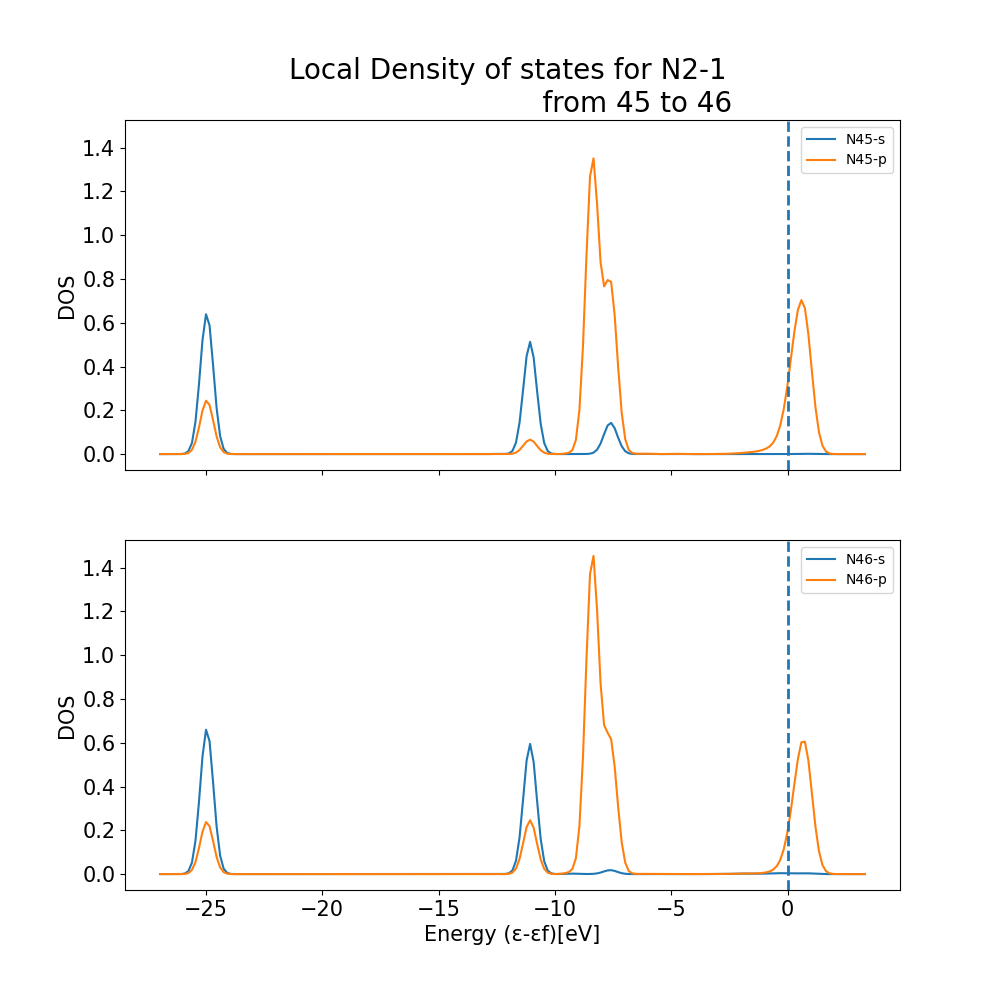 Local Density of states for N2-1
from 45 to 46
1.4
1.2
1.0
0.8
0.6
0.4
0.2
0.0
DOS
N45-s
N45-p
1.4
1.2
1.0
0.8
0.6
0.4
0.2
0.0
DOS
N46-s
N46-p
−25 −20 −15 −10 −5 0
Energy (ε-εf)[eV]